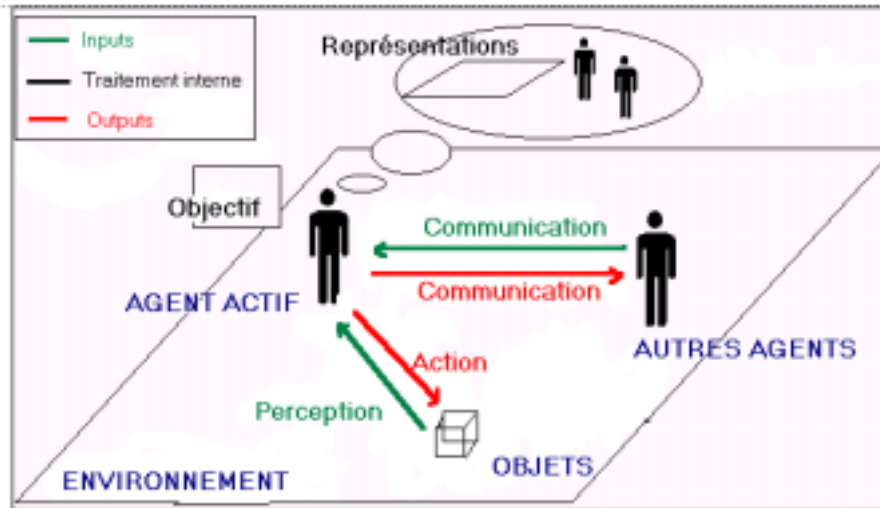 Inputs
Traitement interne
Outputs
Représentations
Objectif
Communication
Communication
AGENT ACTIF
AUTRES AGENTS
Action
Perception
OBJETS
ENVIRONNEMENT